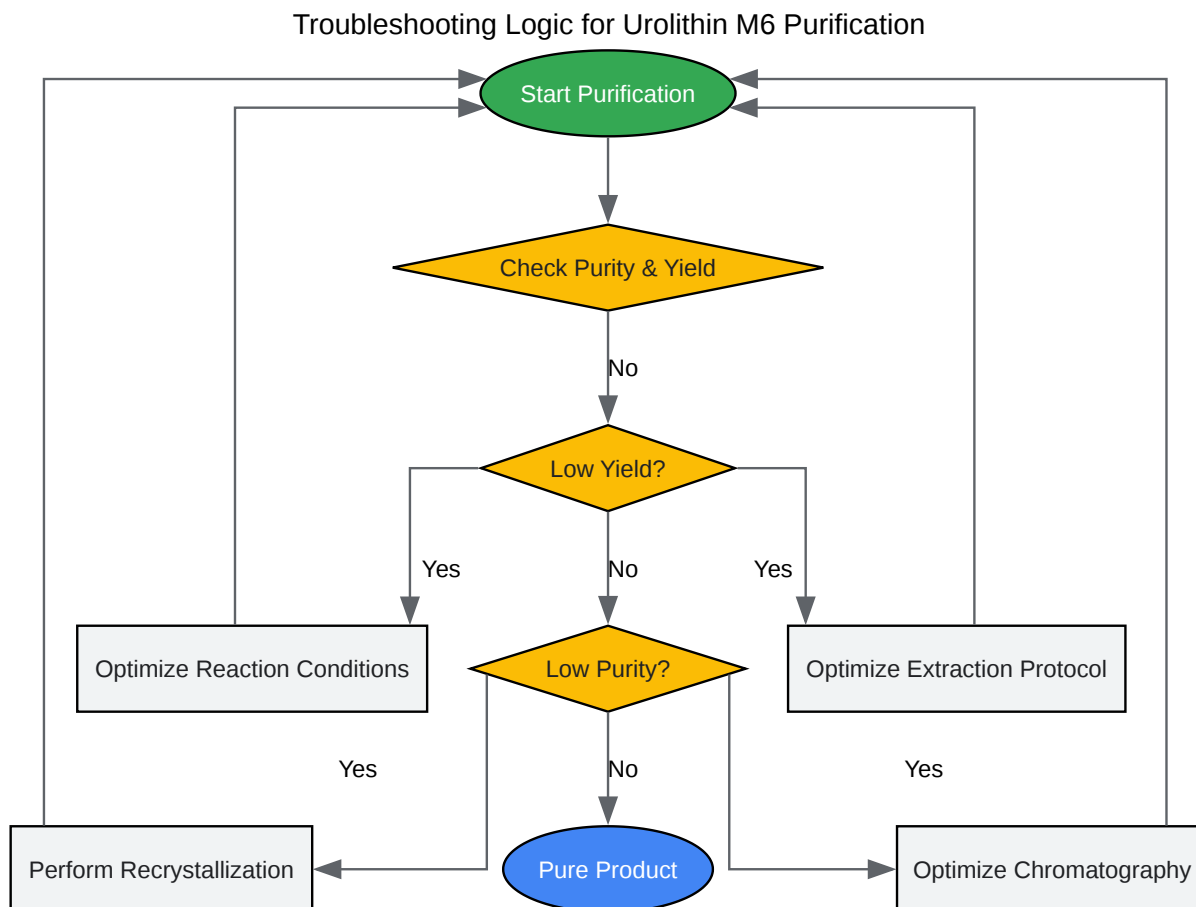 Troubleshooting Logic for Urolithin M6 Purification
Start Purification
Check Purity & Yield
No
Low Yield?
Yes
No
Yes
Optimize Reaction Conditions
Low Purity?
Optimize Extraction Protocol
Yes
No
Yes
Perform Recrystallization
Pure Product
Optimize Chromatography